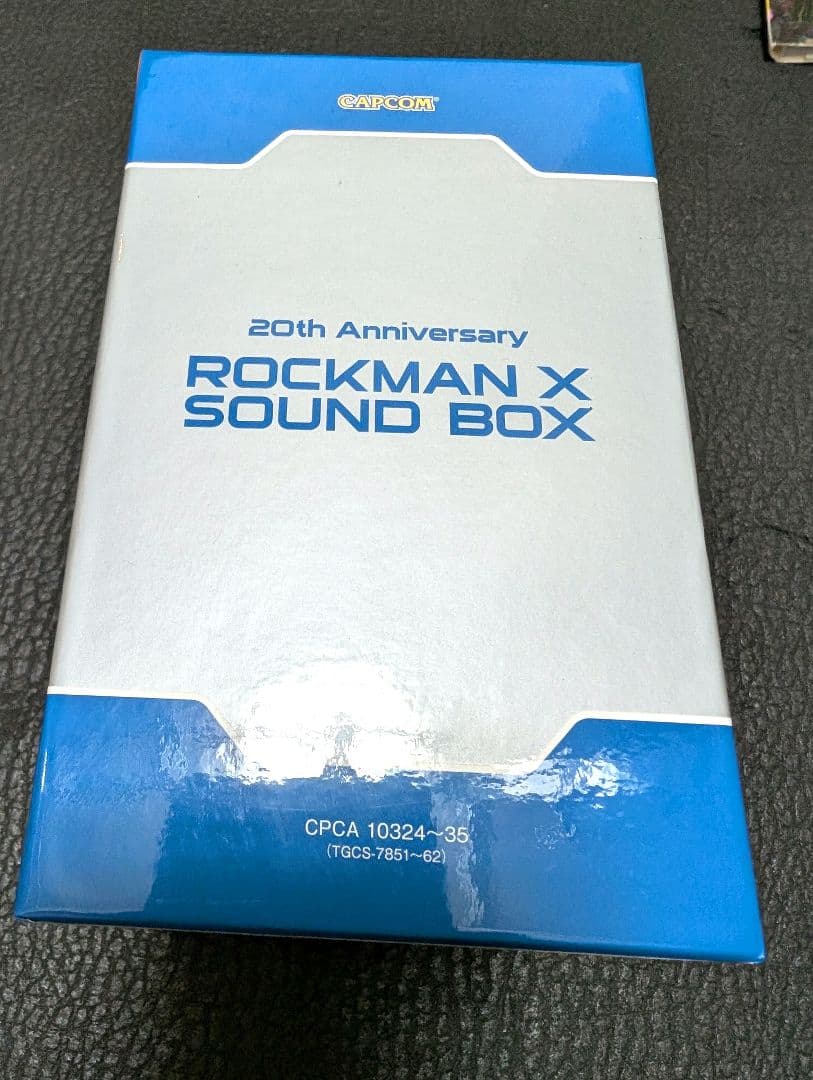 CAPCOM
20th Anniversary
ROCKMAN X
SOUND BOX
CPCA 10324～35
(TGCS-7851～62)